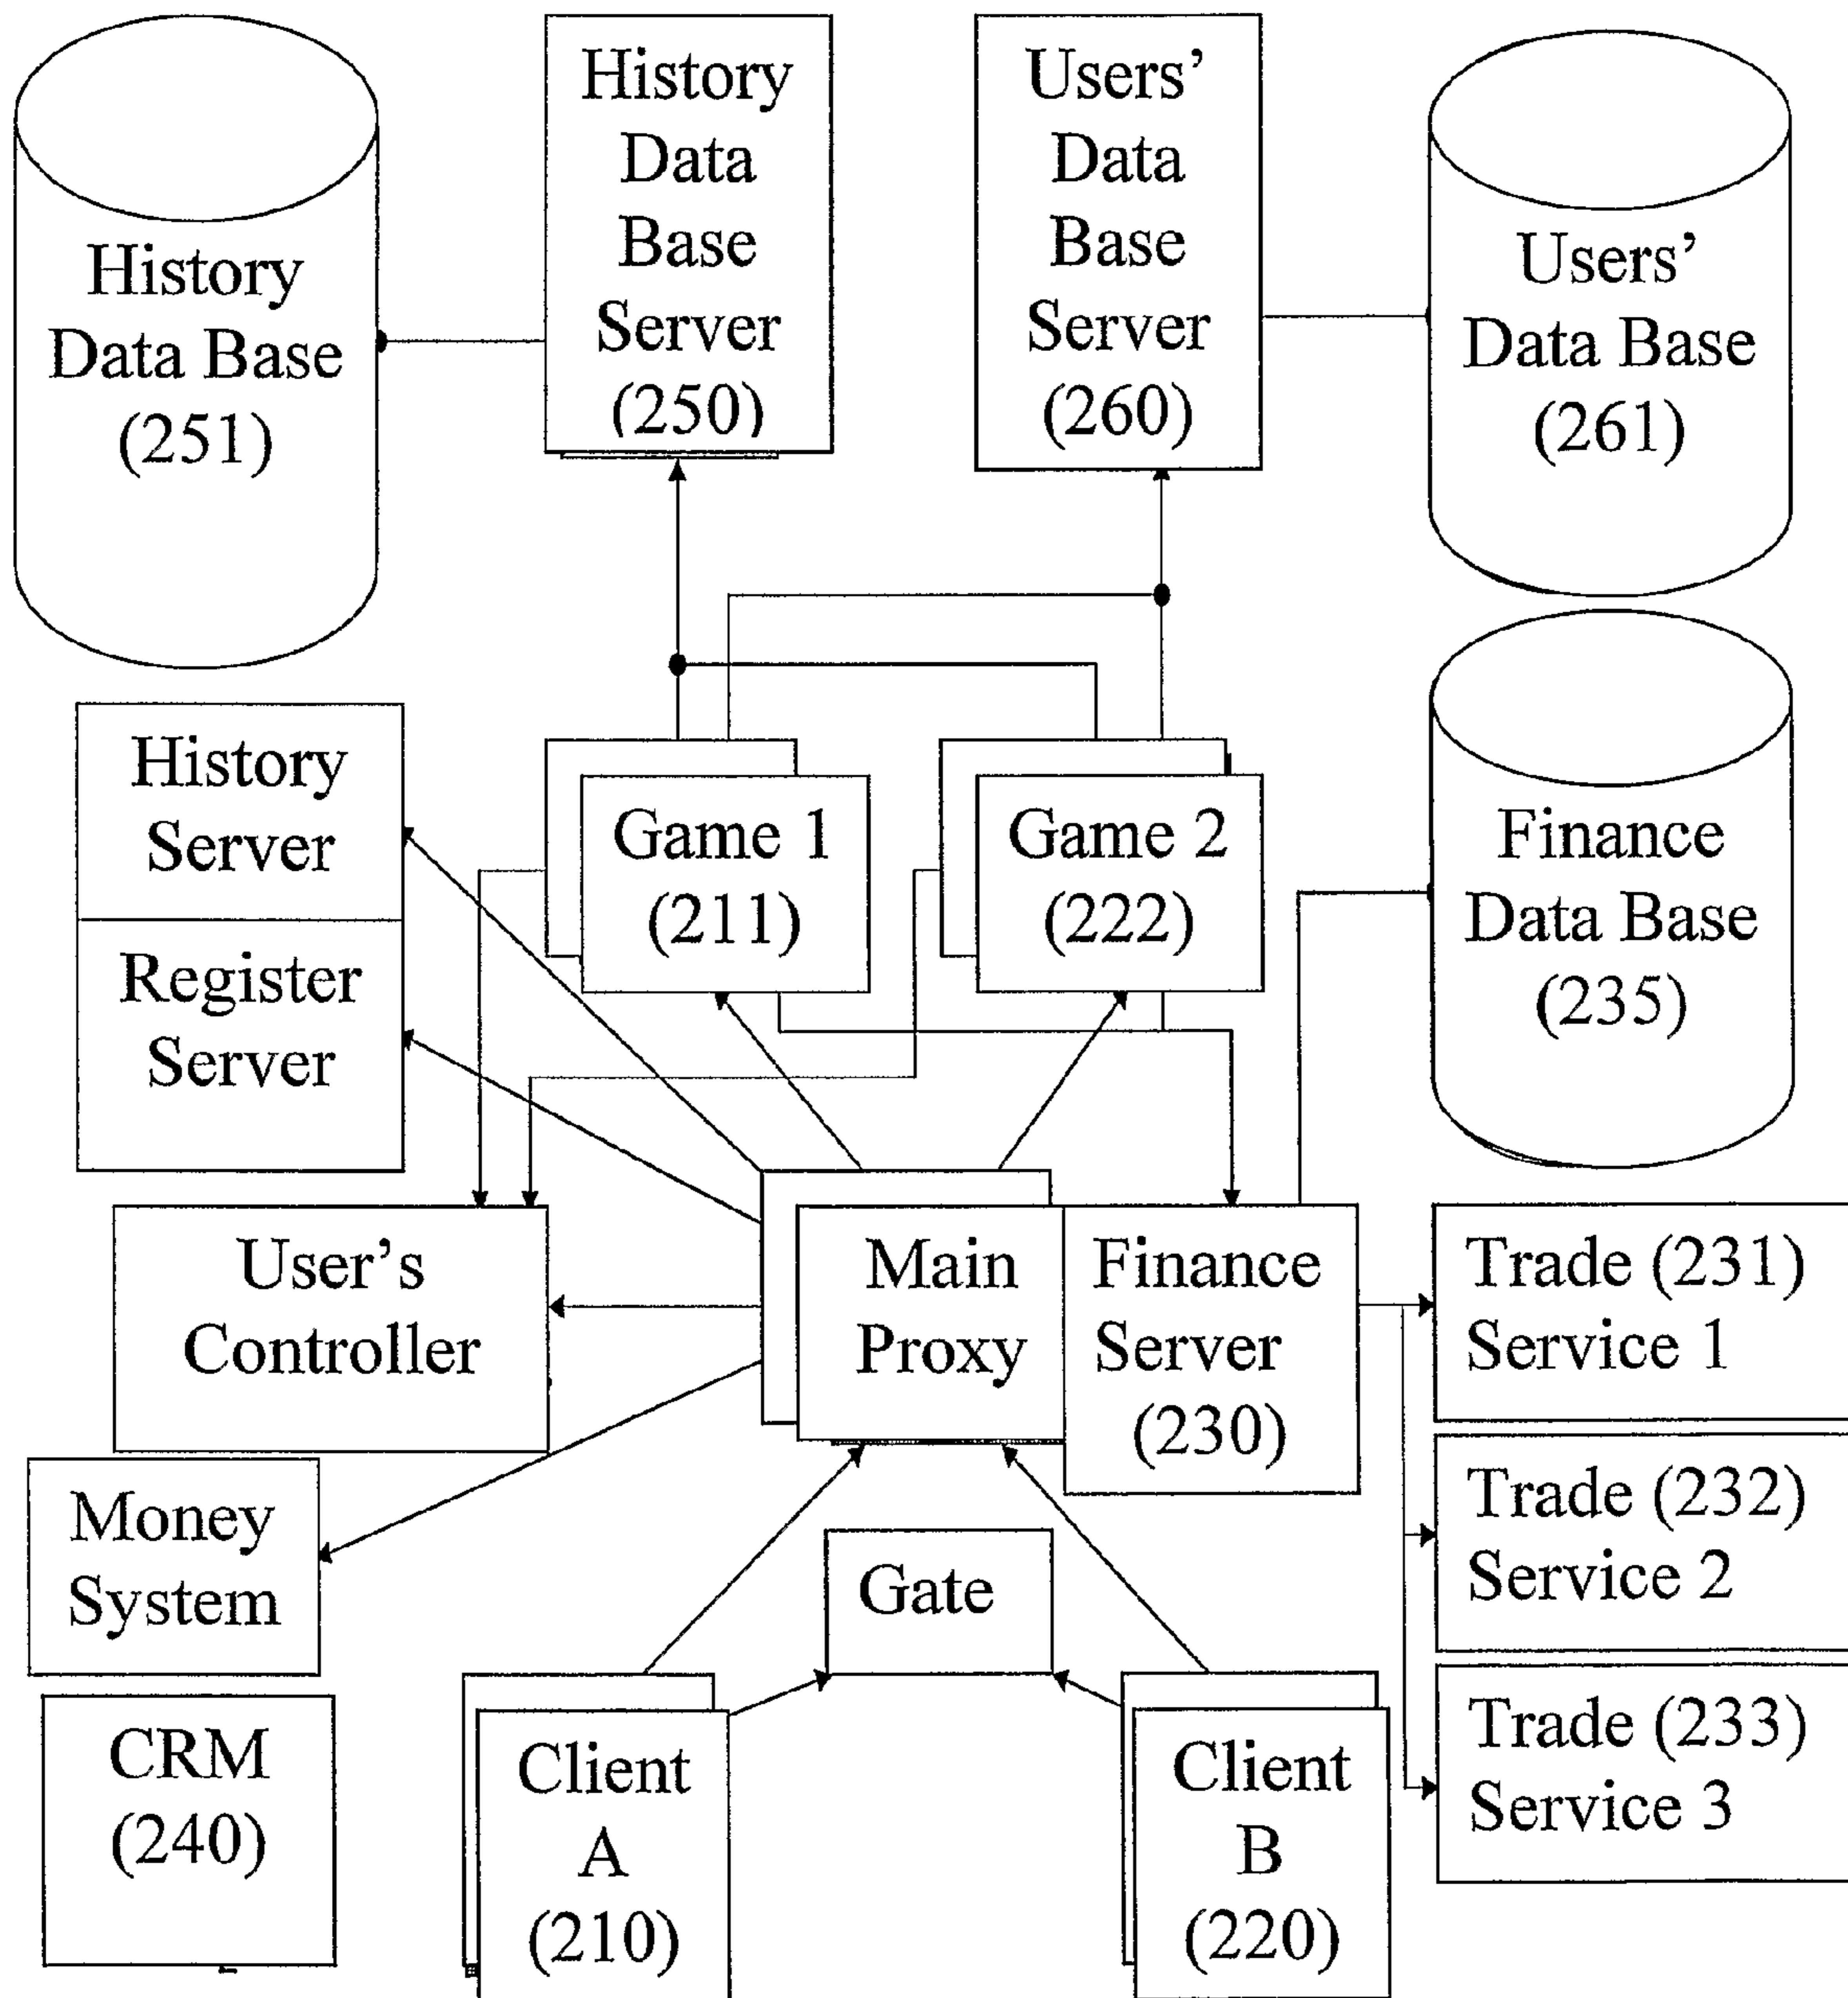 History
Data Base
(251)
History
Data
Base
Server
(250)
Users’
Data
Base
Server
(260)
Users’
Data Base
(261)
History
Server
Register
Server
Game 1
(211)
Game 2
(222)
Finance
Data Base
(235)
User’s
Controller
Main
Proxy
Finance
Server
(230)
Trade (231)
Service 1
Trade (232)
Service 2
Trade (233)
Service 3
Money
System
Gate
CRM
(240)
Client
A
(210)
Client
B
(220)